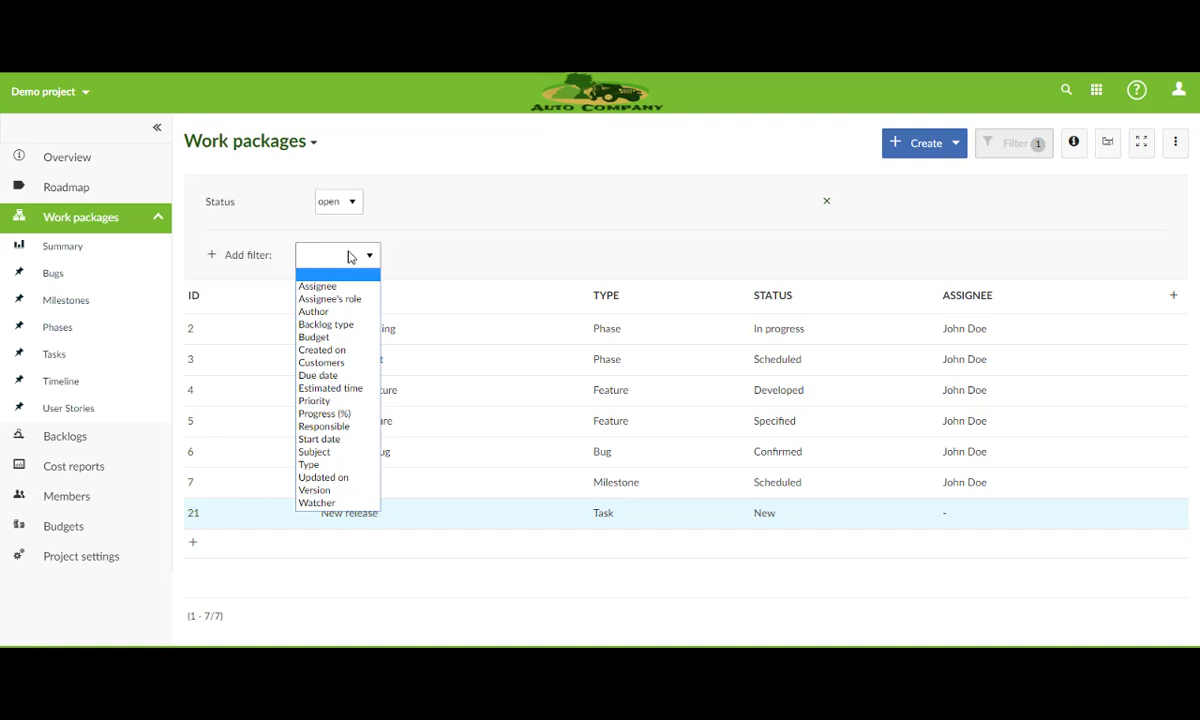 Demo project
AUTO COMPANY
?
Overview
Roadmap
Work packages
Summary
Bugs
Milestones
Phases
Tasks
Timeline
User Stories
Backlogs
Cost reports
Members
Budgets
Project settings
Work packages
+ Create
Filter 1
Status open
+ Add filter:
Assignee
Assignee's role
Author
Backlog type
Budget
Created on
Customers
Due date
Estimated time
Priority
Progress (%)
Responsible
Start date
Subject
Type
Updated on
Version
Watcher
ID TYPE STATUS ASSIGNEE +
2 Phase In progress John Doe
3 Phase Scheduled John Doe
4 Feature Developed John Doe
5 Feature Specified John Doe
6 Bug Confirmed John Doe
7 Milestone Scheduled John Doe
21 New release Task New -
+
(1 - 7/7)